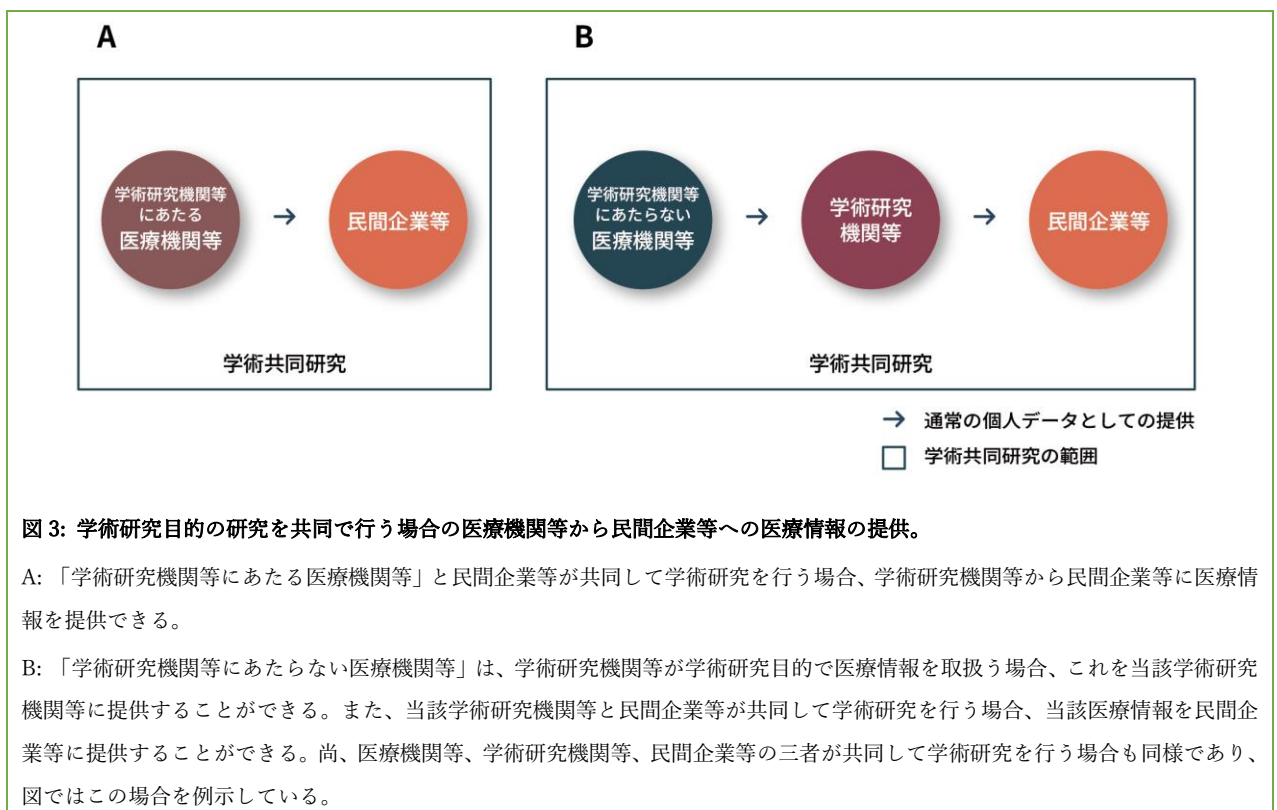 A
B
学術研究機関等
にあたる
医療機関等
→
民間企業等
学術共同研究
学術研究機関等
にあたらない
医療機関等
→
学術研究
機関等
→
民間企業等
学術共同研究
→ 通常の個人データとしての提供
□ 学術共同研究の範囲
図 3: 学術研究目的の研究を共同で行う場合の医療機関等から民間企業等への医療情報の提供。
A: 「学術研究機関等にあたる医療機関等」と民間企業等が共同して学術研究を行う場合、学術研究機関等から民間企業等に医療情
報を提供できる。
B: 「学術研究機関等にあたらない医療機関等」は、学術研究機関等が学術研究目的で医療情報を取扱う場合、これを当該学術研究
機関等に提供することができる。また、当該学術研究機関等と民間企業等が共同して学術研究を行う場合、当該医療情報を民間企
業等に提供することができる。尚、医療機関等、学術研究機関等、民間企業等の三者が共同して学術研究を行う場合も同様であり、
図ではこの場合を例示している。